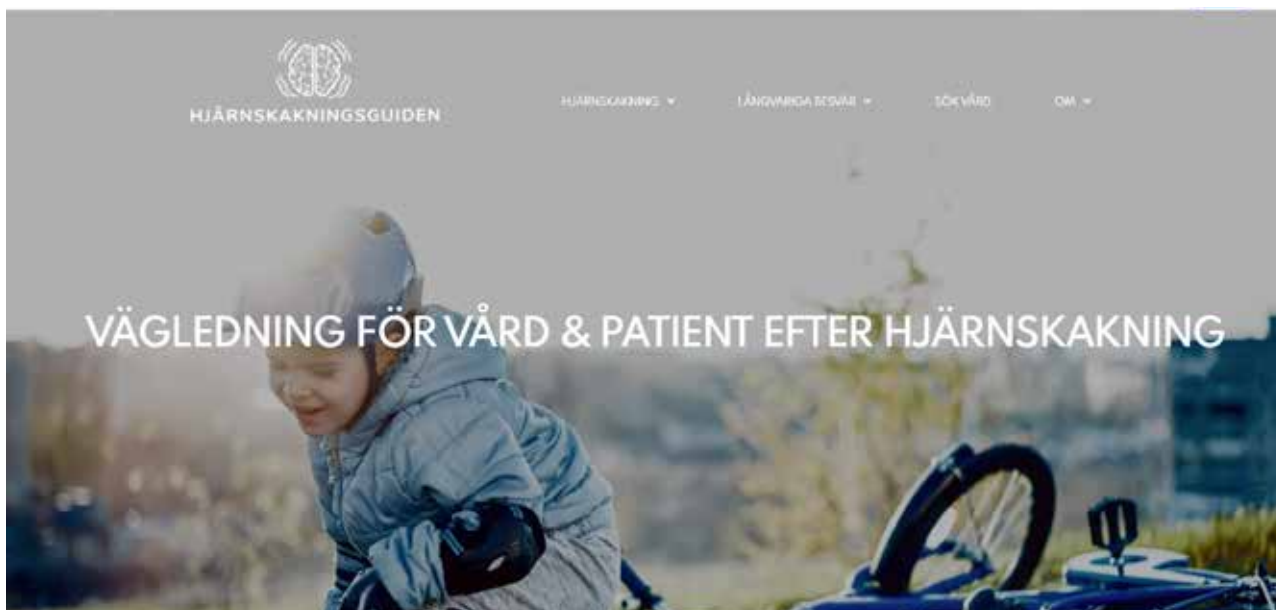 HJÄRNSKAKNINGSGUIDEN
HJÄRNSKAKNING
LÅNGVARIGA BESVÄR
SÖK VÅRD
OM
VÄGLEDNING FÖR VÅRD & PATIENT EFTER HJÄRNSKAKNING